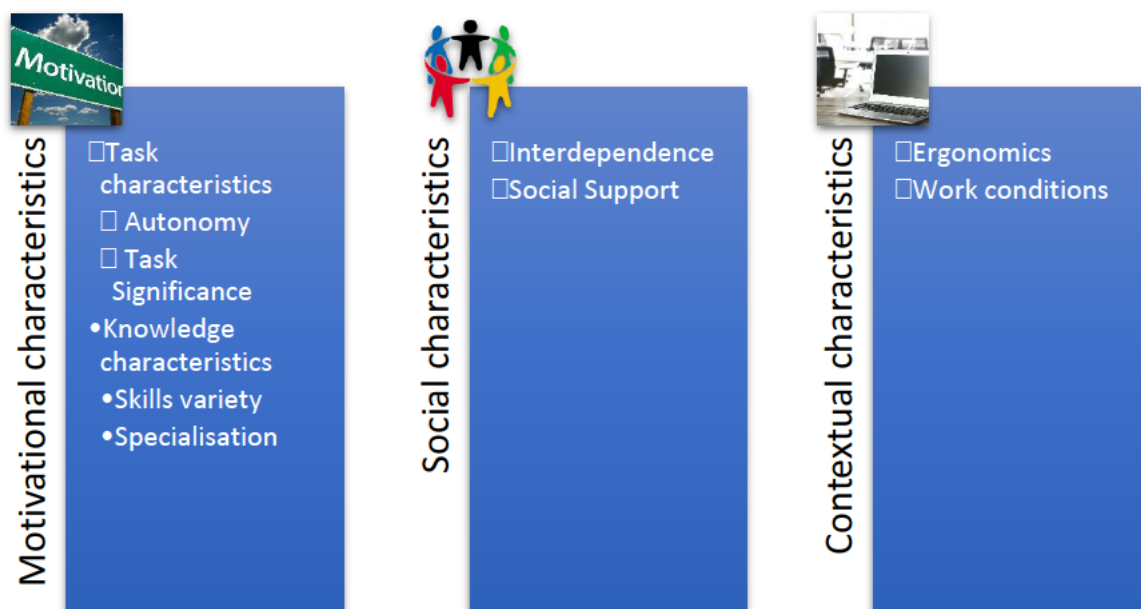 Motivation
Motivational characteristics
□Task
characteristics
□ Autonomy
□ Task
Significance
•Knowledge
characteristics
•Skills variety
•Specialisation
Social characteristics
□Interdependence
□Social Support
Contextual characteristics
□Ergonomics
□Work conditions